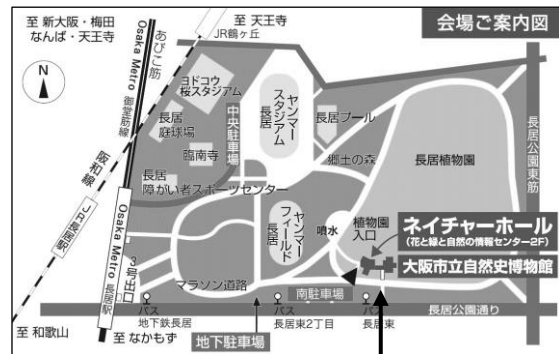 会場ご案内図
至 新大阪・梅田
なんば・天王寺
至 天王寺
JR鶴ヶ丘
あびこ筋
Osaka Metro 御堂筋線
N
阪和線
JR長居駅
Osaka Metro 長居駅
3号出口
ヨドコウ
桜スタジアム
長居
庭球場
臨南寺
長居
障がい者スポーツセンター
中央駐車場
ヤンマー
スタジアム
長居
長居プール
郷土の森
長居植物園
長居公園東筋
ヤンマー
フィールド
長居
噴水
植物園
入口
ネイチャーホール
(花と緑と自然の情報センター2F)
大阪市立自然史博物館
マラソン道路
南駐車場
バス
地下鉄長居
バス
長居東2丁目
バス
長居東
長居公園通り
地下駐車場
至 和歌山
至 なかもず